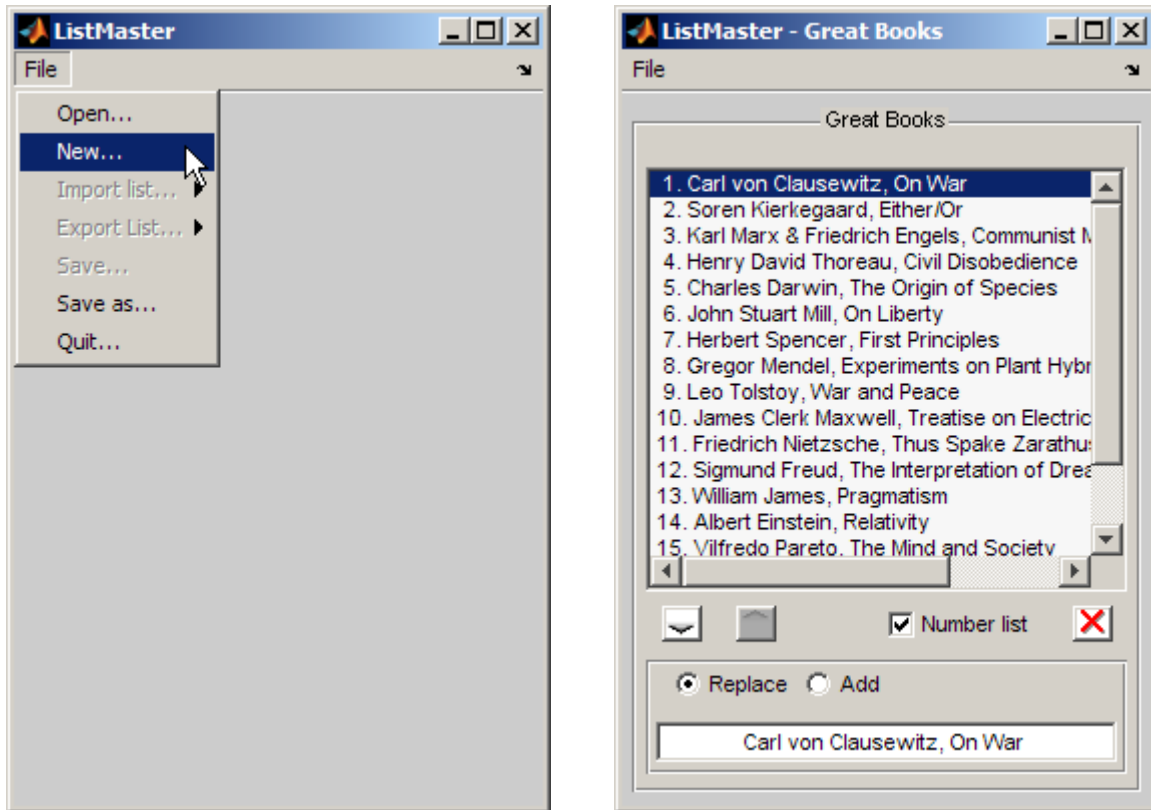 ListMaster
File
Open...
New...
Import list...
Export List...
Save...
Save as...
Quit...
ListMaster - Great Books
File
Great Books
1. Carl von Clausewitz, On War
2. Soren Kierkegaard, Either/Or
3. Karl Marx & Friedrich Engels, Communist
4. Henry David Thoreau, Civil Disobedience
5. Charles Darwin, The Origin of Species
6. John Stuart Mill, On Liberty
7. Herbert Spencer, First Principles
8. Gregor Mendel, Experiments on Plant Hybr
9. Leo Tolstoy, War and Peace
10. James Clerk Maxwell, Treatise on Electric
11. Friedrich Nietzsche, Thus Spake Zarathu
12. Sigmund Freud, The Interpretation of Drea
13. William James, Pragmatism
14. Albert Einstein, Relativity
15. Vilfredo Pareto, The Mind and Society
Number list
Replace Add
Carl von Clausewitz, On War